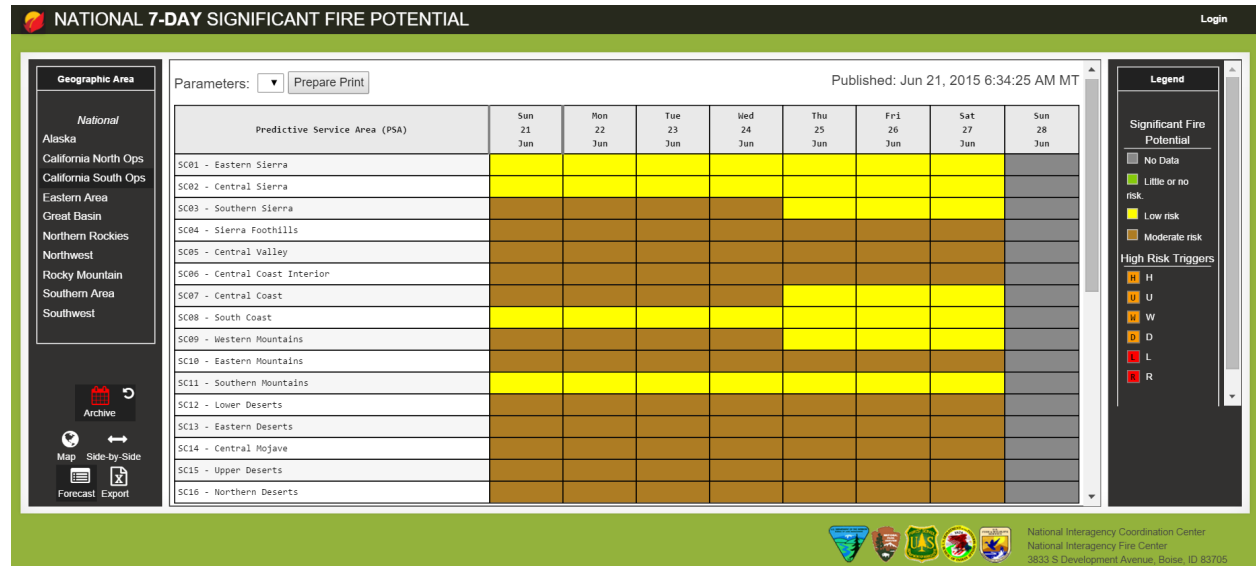 NATIONAL 7-DAY SIGNIFICANT FIRE POTENTIAL
Login
Geographic Area
National
Alaska
California North Ops
California South Ops
Eastern Area
Great Basin
Northern Rockies
Northwest
Rocky Mountain
Southern Area
Southwest
Archive
Map Side-by-Side
Forecast Export
Parameters: Prepare Print
Published: Jun 21, 2015 6:34:25 AM MT
Predictive Service Area (PSA)
Sun Mon Tue Wed Thu Fri Sat Sun
21 22 23 24 25 26 27 28
Jun Jun Jun Jun Jun Jun Jun Jun
SC01 - Eastern Sierra
SC02 - Central Sierra
SC03 - Southern Sierra
SC04 - Sierra Foothills
SC05 - Central Valley
SC06 - Central Coast Interior
SC07 - Central Coast
SC08 - South Coast
SC09 - Western Mountains
SC10 - Eastern Mountains
SC11 - Southern Mountains
SC12 - Lower Deserts
SC13 - Eastern Deserts
SC14 - Central Mojave
SC15 - Upper Deserts
SC16 - Northern Deserts
Legend
Significant Fire
Potential
No Data
Little or no
risk.
Low risk
Moderate risk
High Risk Triggers
H H
U U
W W
D D
L L
R R
UAS
National Interagency Coordination Center
National Interagency Fire Center
3833 S Development Avenue, Boise, ID 83705